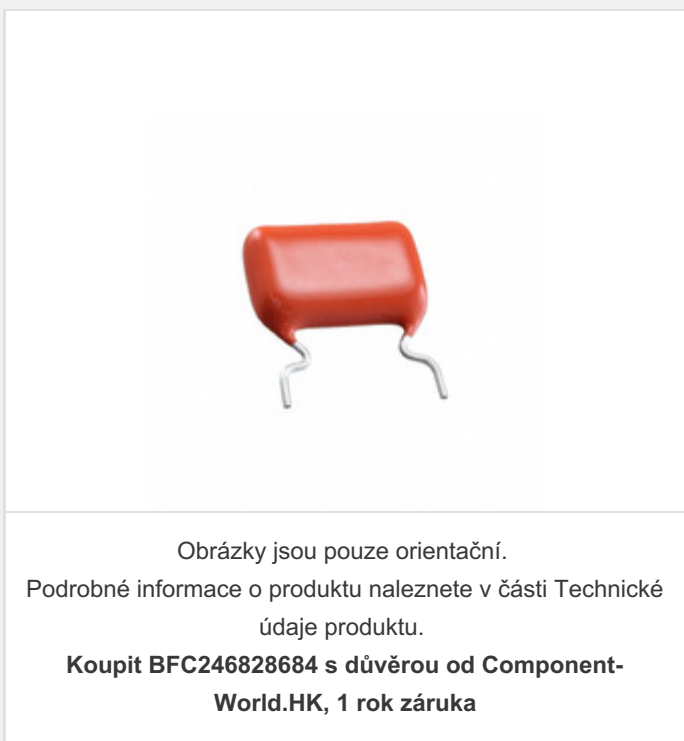 Obrázky jsou pouze orientační.
Podrobné informace o produktu naleznete v části Technické
údaje produktu.
Koupit BFC246828684 s důvěrou od Component-
World.HK, 1 rok záruka